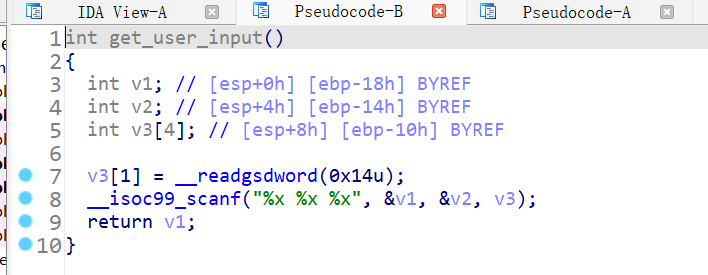 IDA View-A Pseudocode-B Pseudocode-A
1 int get_user_input()
2 {
3 int v1; // [esp+0h] [ebp-18h] BYREF
4 int v2; // [esp+4h] [ebp-14h] BYREF
5 int v3[4]; // [esp+8h] [ebp-10h] BYREF
6
7 v3[1] = __readgsdword(0x14u);
8 __isoc99_scanf("%x %x %x", &v1, &v2, v3);
9 return v1;
10 }